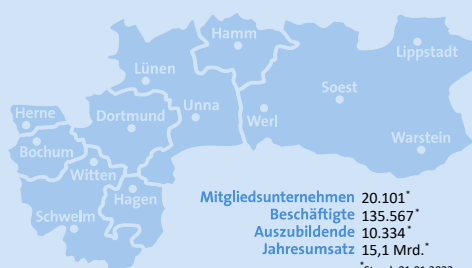 Hamm
Lippstadt
Lünen
Soest
Unna
Herne
Dortmund
Werl
Warstein
Bochum
Witten
Hagen
Schwelm
Mitgliedsunternehmen 20.101*
Beschäftigte 135.567*
Auszubildende 10.334*
Jahresumsatz 15,1 Mrd.*